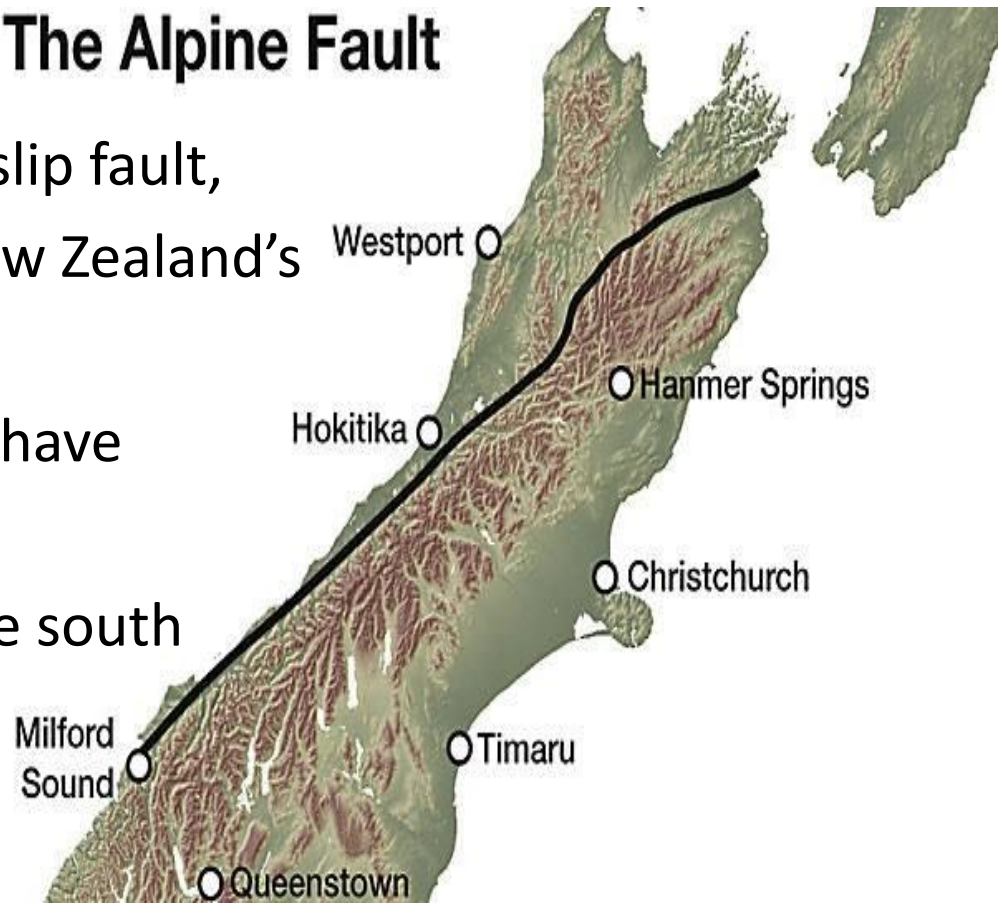 The Alpine Fault
slip fault,
w Zealand’s
Westport
Hanmer Springs
Hokitika
have
Christchurch
e south
Milford
Sound
Timaru
Queenstown